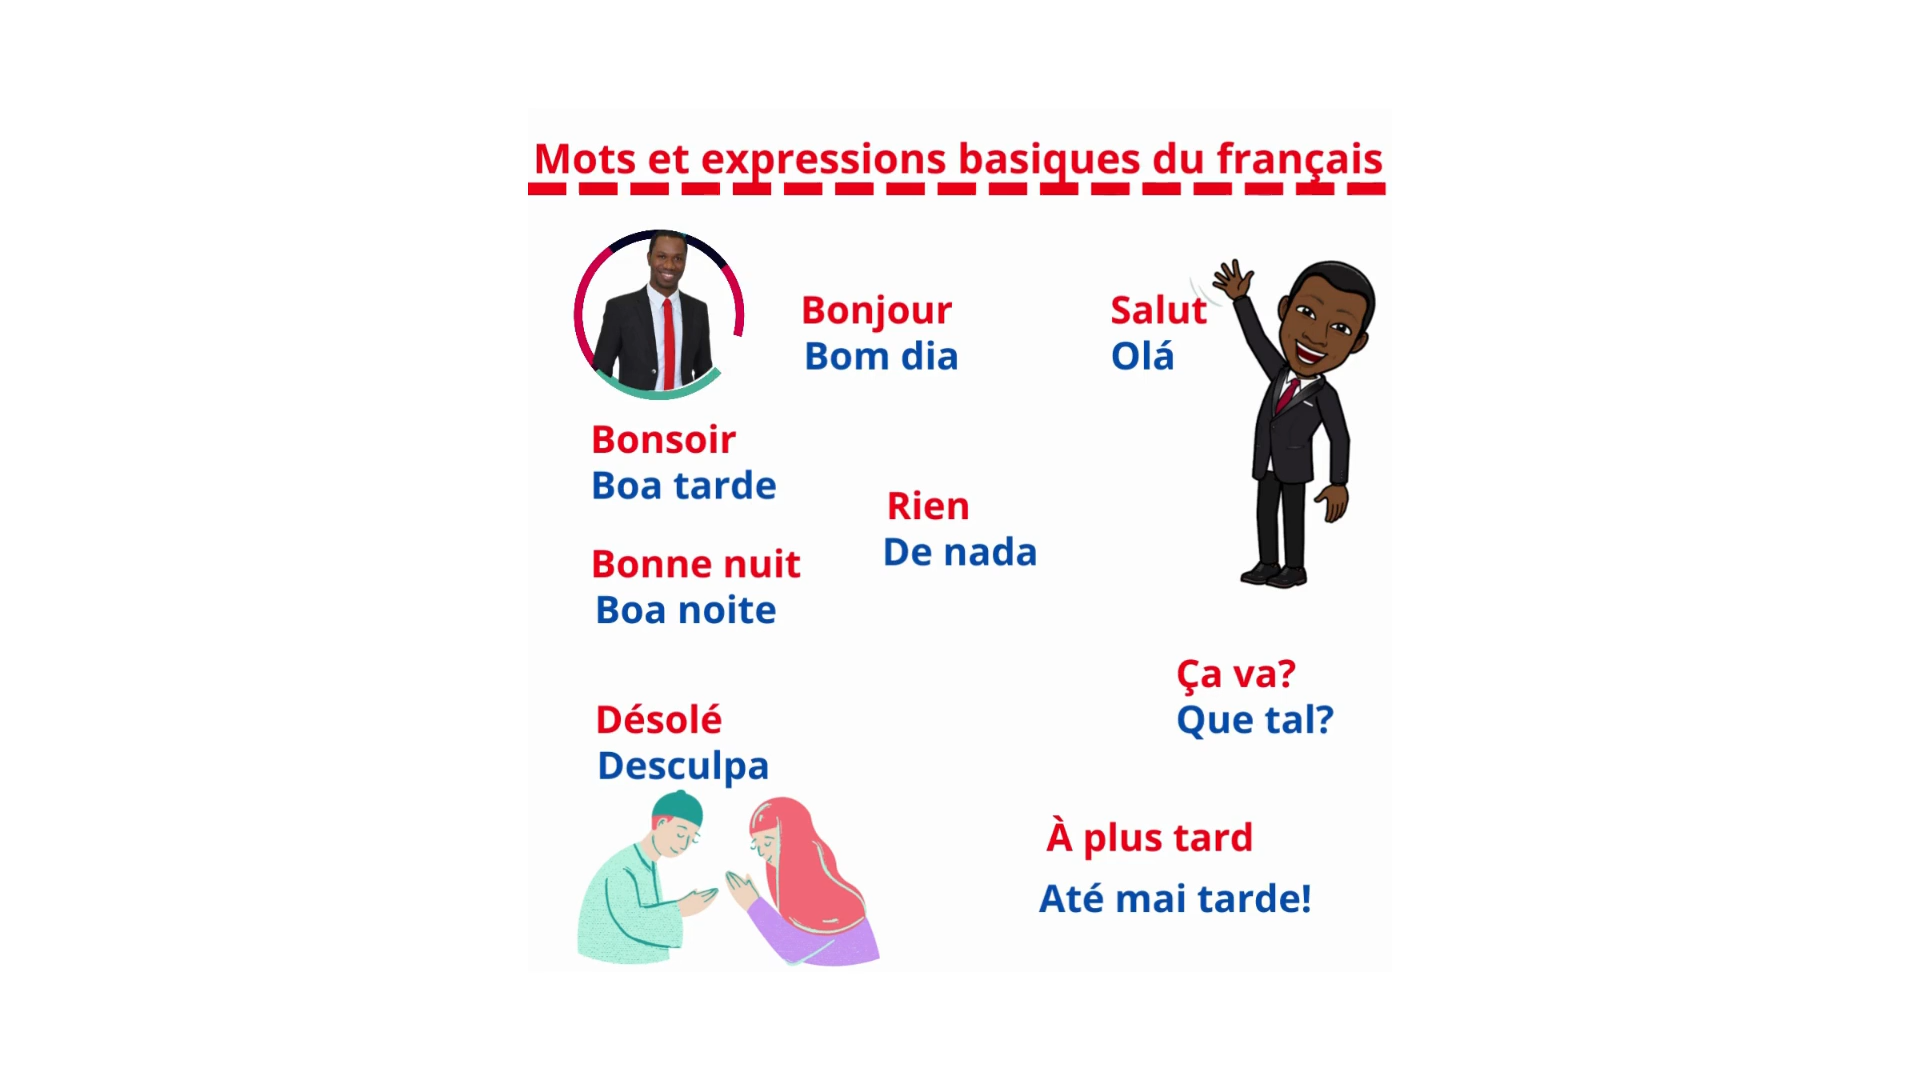 Mots et expressions basiques du français
Bonjour
Bom dia
Salut
Olá
Bonsoir
Boa tarde
Rien
De nada
Bonne nuit
Boa noite
Ça va?
Que tal?
Désolé
Desculpa
À plus tard
Até mai tarde!